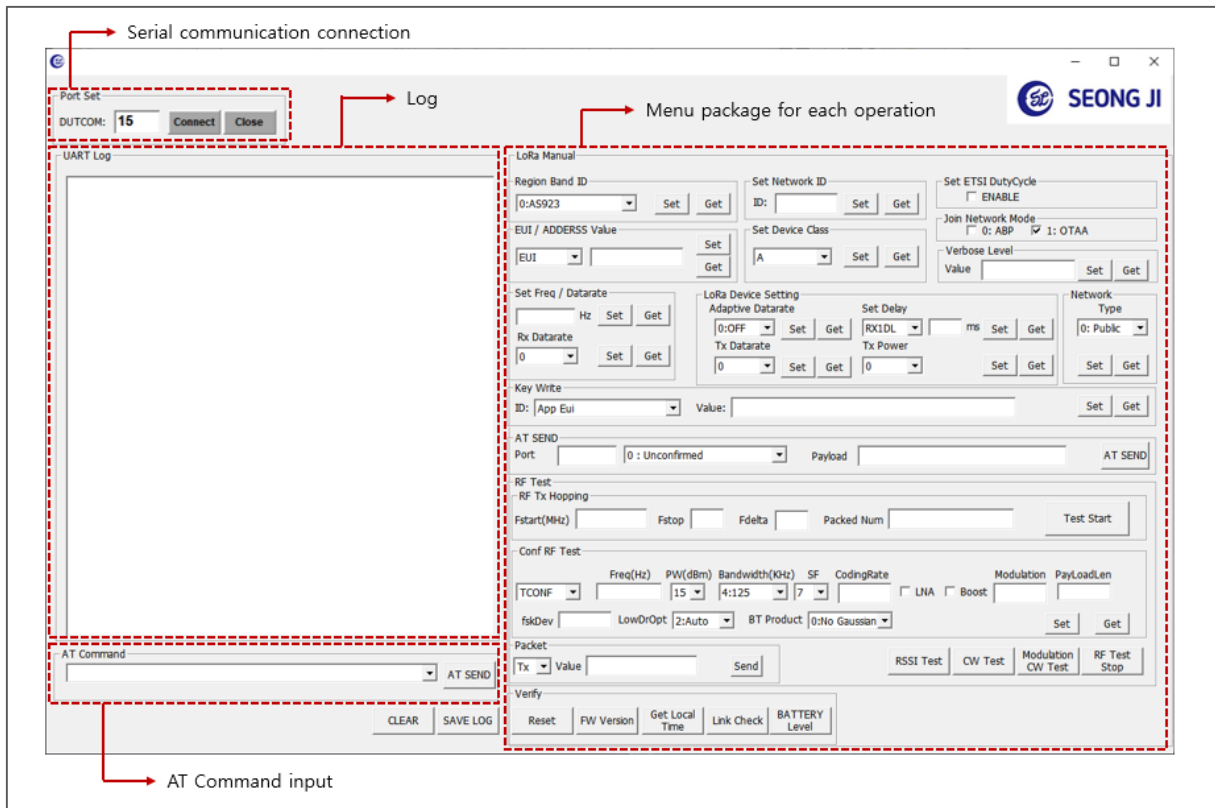 Serial communication connection
Log
Menu package for each operation
SEONG JI
Port Set
DUTCOM: 15 Connect Close
UART Log
LoRa Manual
Region Band ID
0:AS923 Set Get
Set Network ID
ID: Set Get
Set ETSI DutyCycle
ENABLE
Join Network Mode
0: ABP 1: OTAA
EUI / ADDERSS Value
EUI Set
Get
Set Device Class
A Set Get
Verbose Level
Value Set Get
Set Freq / Datarate
Hz Set Get
Rx Datarate
0 Set Get
LoRa Device Setting
Adaptive Datarate Set Delay
0:OFF Set Get RX1DL ms Set Get
Tx Datarate Tx Power
0 Set Get 0 Set Get
Network
Type
0: Public
Set Get
Key Write
ID: App Eui Value: Set Get
AT SEND
Port 0 : Unconfirmed Payload AT SEND
RF Test
RF Tx Hopping
Fstart(MHz) Fstop Fdelta Packed Num Test Start
Conf RF Test
Freq(Hz) PW(dBm) Bandwidth(KHz) SF CodingRate Modulation PayLoadLen
TCONF 15 4:125 7 LNA Boost
fskDev LowDrOpt 2:Auto BT Product 0:No Gaussian
Set Get
Packet
Tx Value Send
RSSI Test CW Test Modulation CW Test RF Test Stop
Verify
Reset FW Version Get Local Time Link Check BATTERY Level
AT Command
AT SEND
CLEAR SAVE LOG
AT Command input